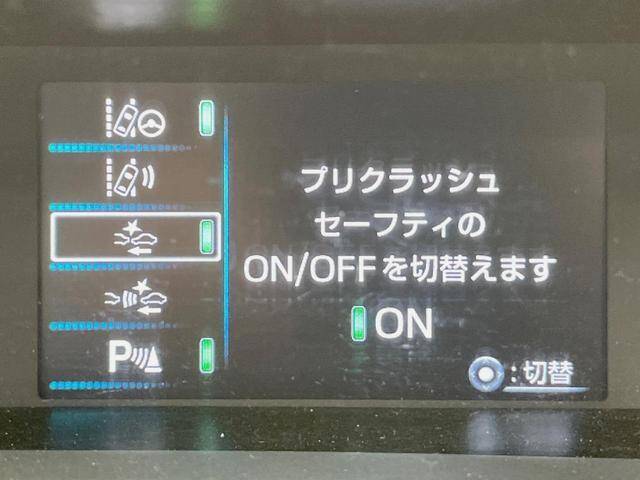 プリクラッシュ
セーフティの
ON/OFFを切替えます
ON
P
:切替